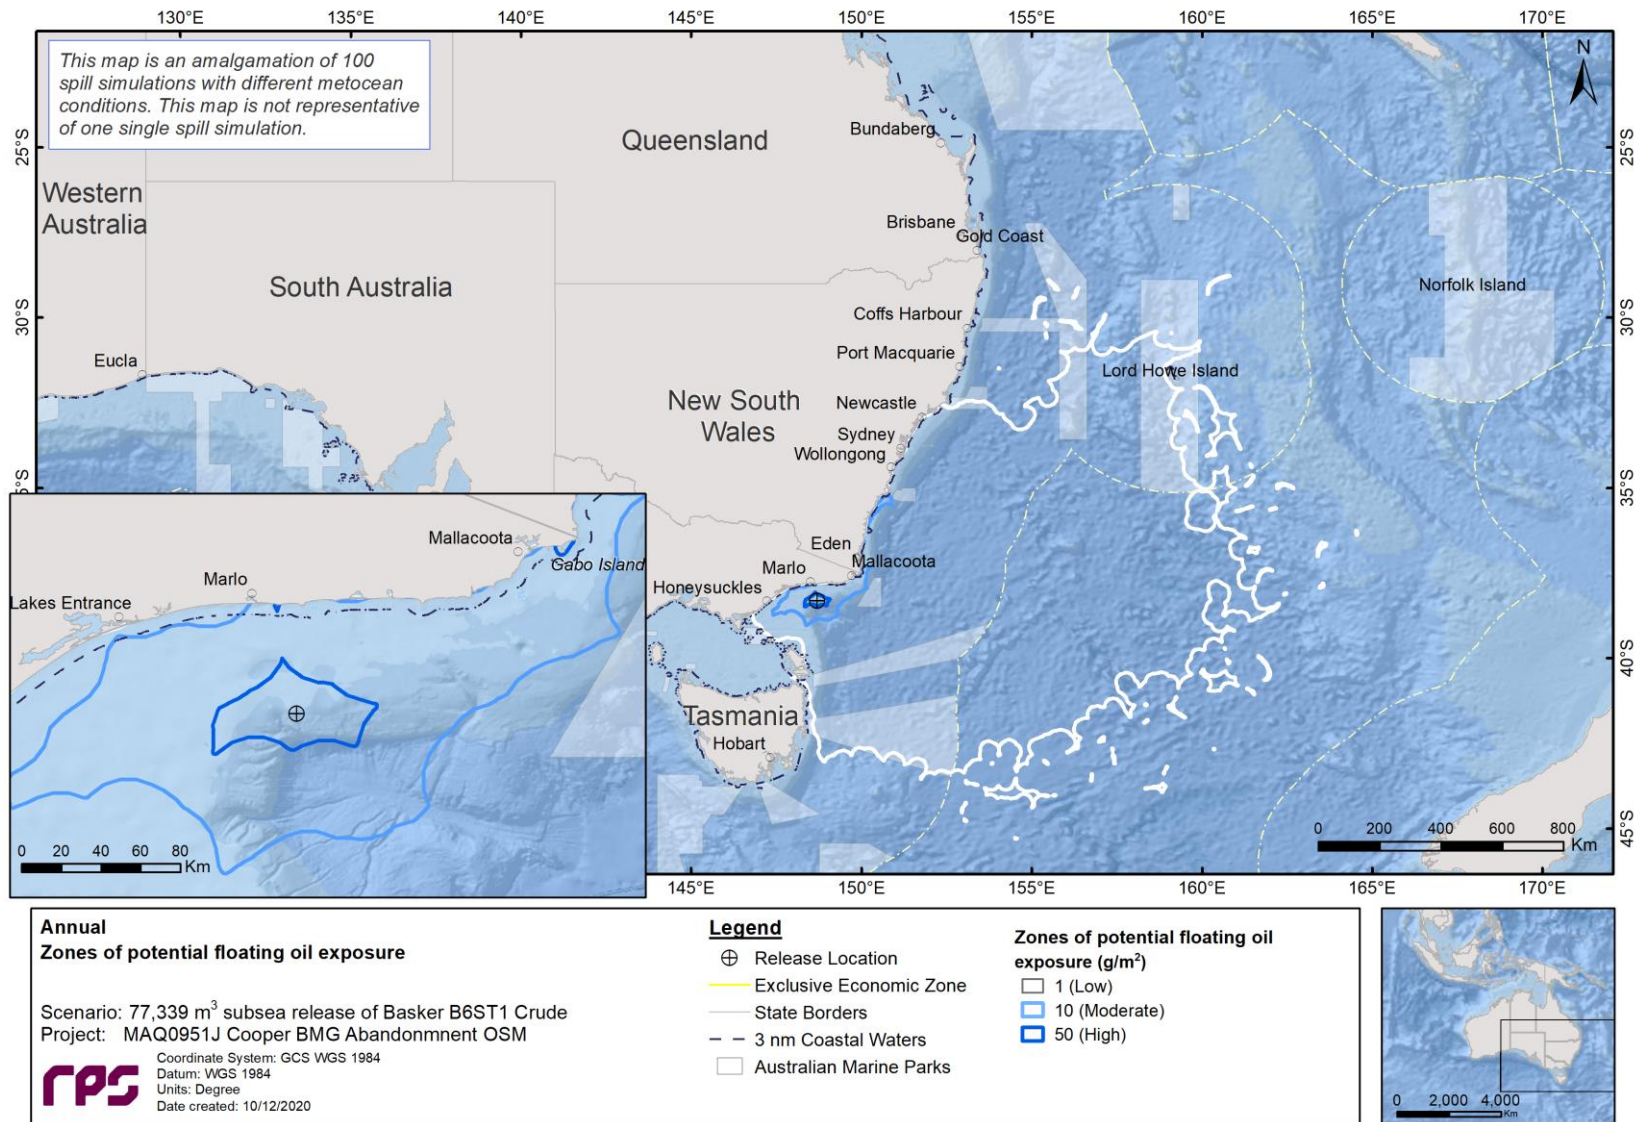 130°E 135°E 140°E 145°E 150°E 155°E 160°E 165°E 170°E
This map is an amalgamation of 100
spill simulations with different metocean
conditions. This map is not representative
of one single spill simulation.
N
25°S
25°S
Bundaberg
Queensland
Western
Australia
Brisbane
Gold Coast
South Australia
Norfolk Island
30°S
30°S
Coffs Harbour
Port Macquarie
Eucla
Lord Howe Island
New South
Wales
Newcastle
Sydney
Wollongong
5°S
35°S
Eden
Mallacoota
Marlo
Honeysuckles
40°S
Tasmania
Hobart
45°S
0 200 400 600 800
Km
145°E 150°E 155°E 160°E 165°E 170°E
Mallacoota
Gabo Island
Marlo
Lakes Entrance
0 20 40 60 80
Km
Annual
Zones of potential floating oil exposure
Scenario: 77,339 m³ subsea release of Basker B6ST1 Crude
Project: MAQ0951J Cooper BMG Abandonmnent OSM
rps
Coordinate System: GCS WGS 1984
Datum: WGS 1984
Units: Degree
Date created: 10/12/2020
Legend
Release Location
Exclusive Economic Zone
State Borders
3 nm Coastal Waters
Australian Marine Parks
Zones of potential floating oil
exposure (g/m²)
1 (Low)
10 (Moderate)
50 (High)
0 2,000 4,000
Km